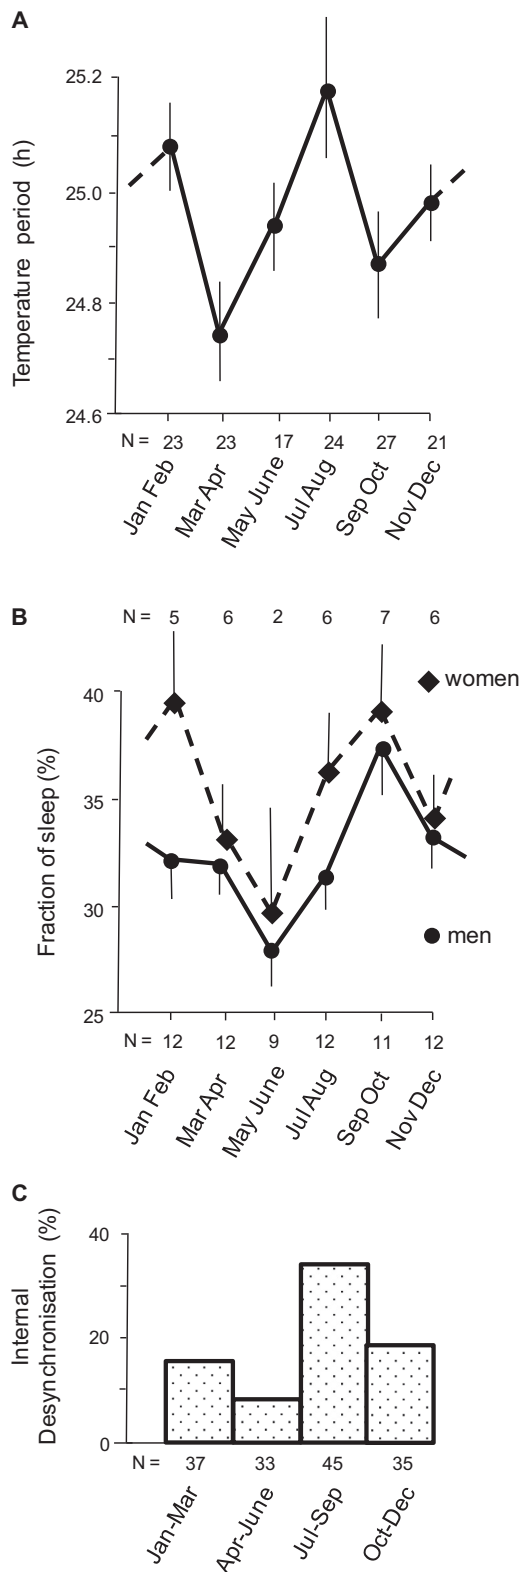 A
Temperature period (h)
25.2
25.0
24.8
24.6
N = 23 23 17 24 27 21
Jan Feb
Mar Apr
May June
Jul Aug
Sep Oct
Nov Dec
B
N = 5 6 2 6 7 6
Fraction of sleep (%)
40
35
30
25
women
men
N = 12 12 9 12 11 12
Jan Feb
Mar Apr
May June
Jul Aug
Sep Oct
Nov Dec
C
Internal
Desynchronisation (%)
40
20
0
N = 37 33 45 35
Jan-Mar
Apr-June
Jul-Sep
Oct-Dec